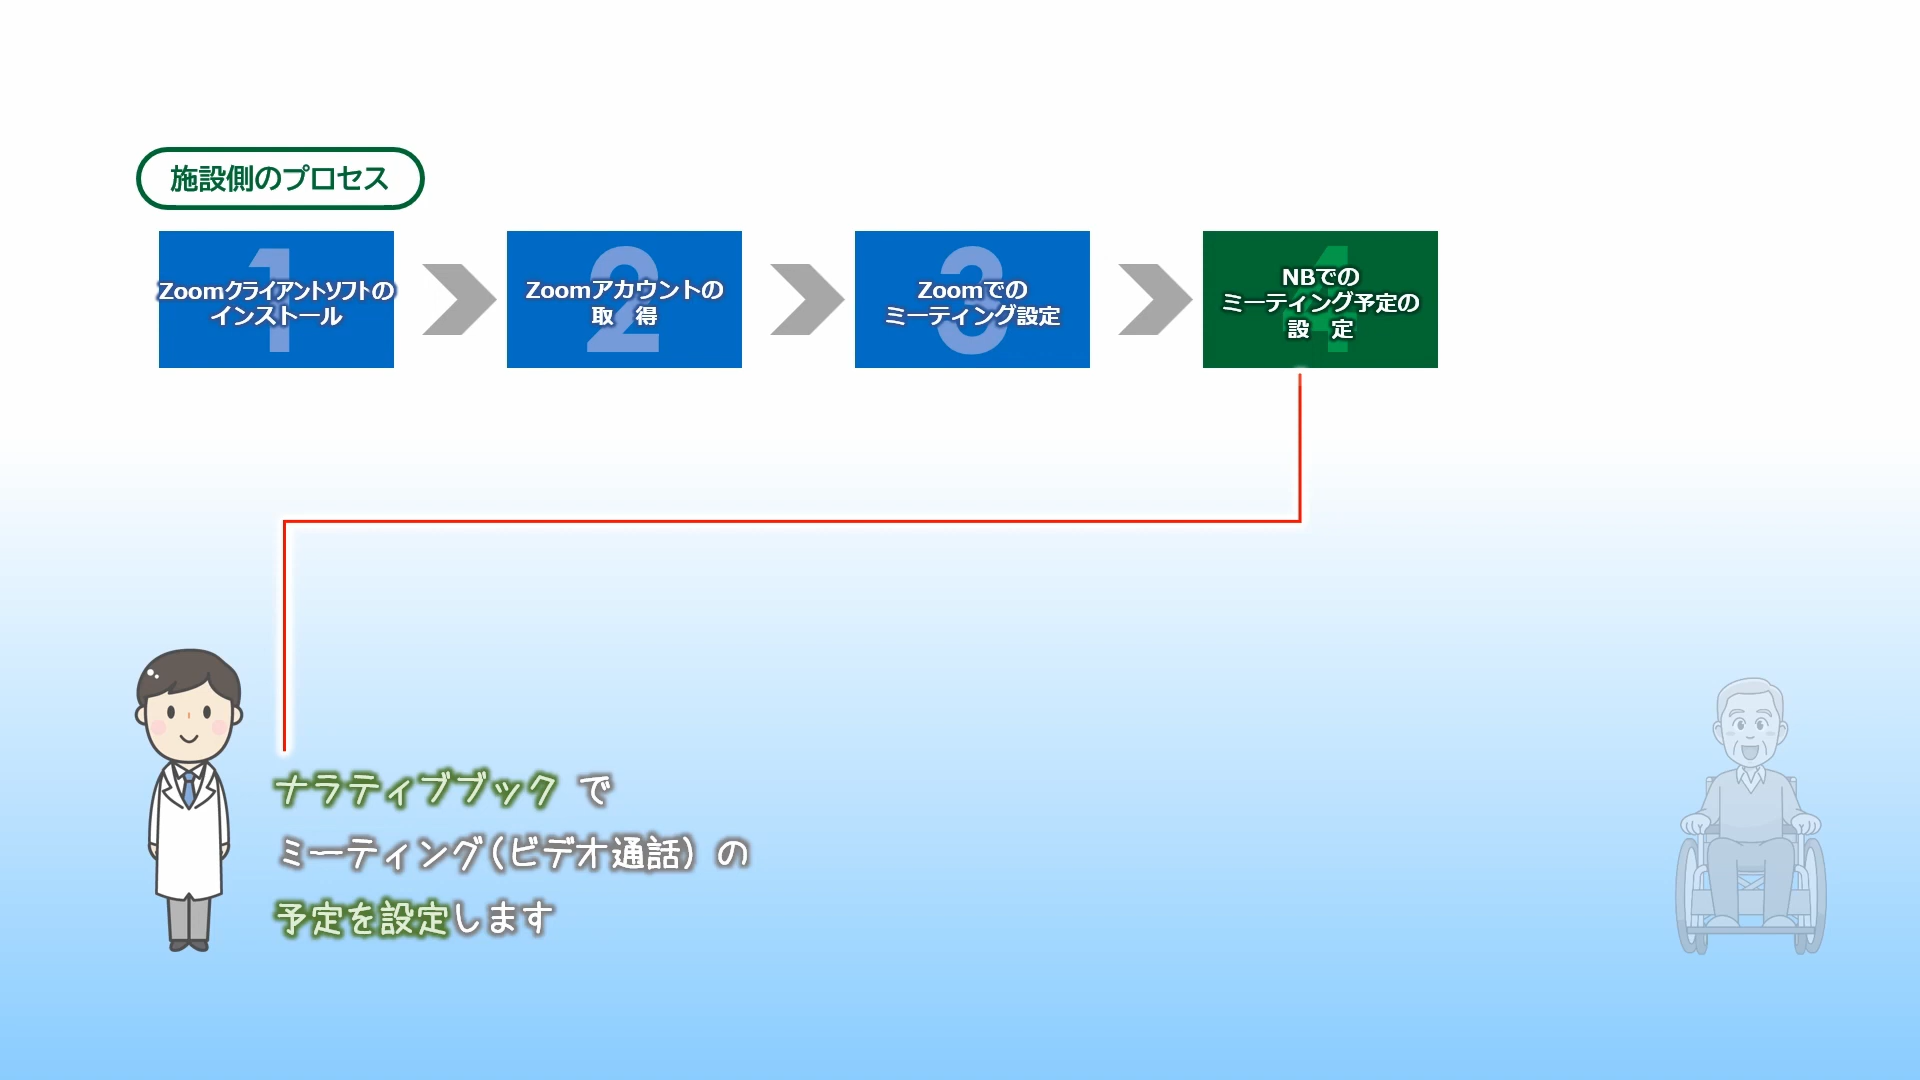 施設側のプロセス
1
Zoomクライアントソフトの
インストール
2
Zoomアカウントの
取　得
3
Zoomでの
ミーティング設定
4
NBでの
ミーティング予定の
設　定
ナラティブブック で
ミーティング(ビデオ通話) の
予定を設定します